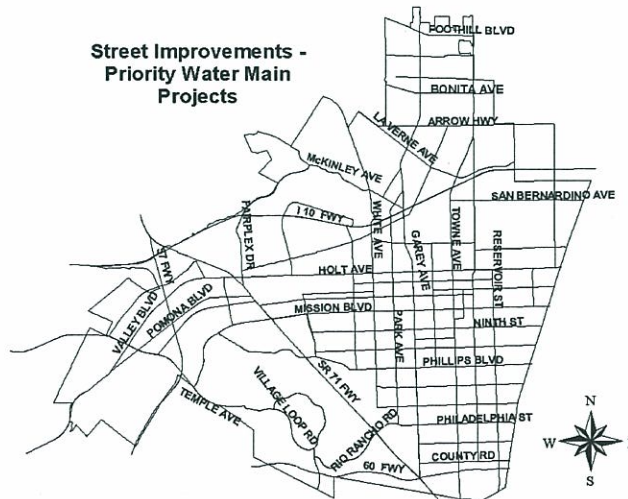 Street Improvements -
Priority Water Main
Projects
FOOTHILL BLVD
BONITA AVE
ARROW HWY
LA VERNE AVE
McKINLEY AVE
SAN BERNARDINO AVE
I 10 FWY
FAIRPLEX DR
WHITE AVE
GAREY AVE
TOWNE AVE
RESERVOIR ST
57 FWY
HOLT AVE
VALLEY BLVD
POMONA BLVD
MISSION BLVD
PARK AVE
NINTH ST
PHILLIPS BLVD
SR 71 FWY
TEMPLE AVE
VILLAGE LOOP RD
RIO RANCHO RD
PHILADELPHIA ST
COUNTY RD
60 FWY
N
W
S